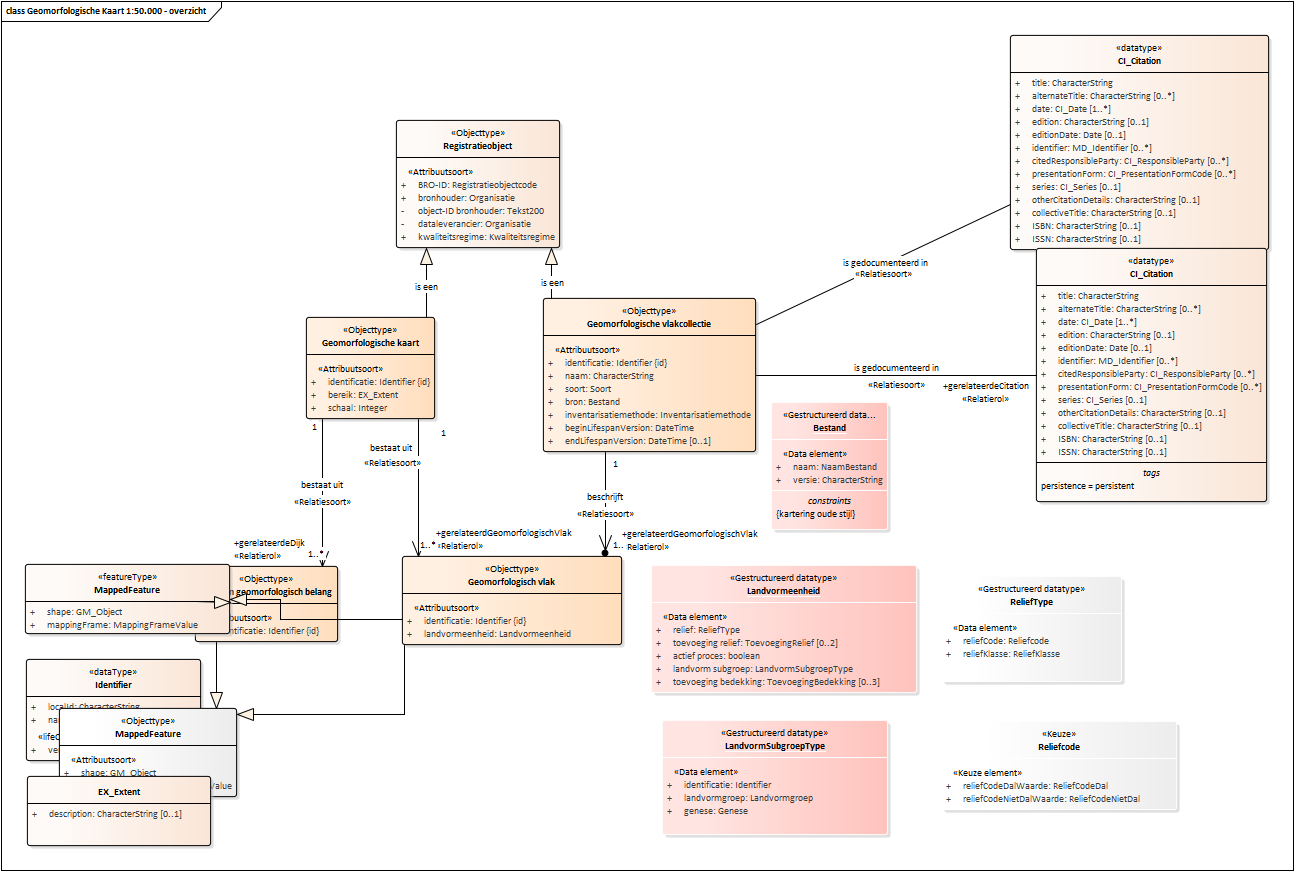 class Geomorfologische Kaart 1:50.000 - overzicht
«datatype»
CI_Citation
+ title: CharacterString
+ alternateTitle: CharacterString [0..*]
+ date: CI_Date [1..*]
+ edition: CharacterString [0..1]
+ editionDate: Date [0..1]
+ identifier: MD_Identifier [0..*]
+ citedResponsibleParty: CI_ResponsibleParty [0..*]
+ presentationForm: CI_PresentationFormCode [0..*]
+ series: CI_Series [0..1]
+ otherCitationDetails: CharacterString [0..1]
+ collectiveTitle: CharacterString [0..1]
+ ISBN: CharacterString [0..1]
+ ISSN: CharacterString [0..1]
«Objecttype»
Registratieobject
«Attribuutsoort»
+ BRO-ID: Registratieobjectcode
+ bronhouder: Organisatie
- object-ID bronhouder: Tekst200
- dataleverancier: Organisatie
+ kwaliteitsregime: Kwaliteitsregime
is een
is een
is gedocumenteerd in
«Relatiesoort»
«datatype»
CI_Citation
+ title: CharacterString
+ alternateTitle: CharacterString [0..*]
+ date: CI_Date [1..*]
+ edition: CharacterString [0..1]
+ editionDate: Date [0..1]
+ identifier: MD_Identifier [0..*]
+ citedResponsibleParty: CI_ResponsibleParty [0..*]
+ presentationForm: CI_PresentationFormCode [0..*]
+ series: CI_Series [0..1]
+ otherCitationDetails: CharacterString [0..1]
+ collectiveTitle: CharacterString [0..1]
+ ISBN: CharacterString [0..1]
+ ISSN: CharacterString [0..1]
tags
persistence = persistent
«Objecttype»
Geomorfologische kaart
«Attribuutsoort»
+ identificatie: Identifier {id}
+ bereik: EX_Extent
+ schaal: Integer
«Objecttype»
Geomorfologische vlakcollectie
«Attribuutsoort»
+ identificatie: Identifier {id}
+ naam: CharacterString
+ soort: Soort
+ bron: Bestand
+ inventarisatiemethode: Inventarisatiemethode
+ beginLifespanVersion: DateTime
+ endLifespanVersion: DateTime [0..1]
is gedocumenteerd in
«Relatiesoort»
+gerelateerdeCitation
«Relatierol»
1
1
bestaat uit
«Relatiesoort»
bestaat uit
«Relatiesoort»
1
beschrijft
«Relatiesoort»
«Gestructureerd data...
Bestand
«Data element»
+ naam: NaamBestand
+ versie: CharacterString
constraints
{kartering oude stijl}
+gerelateerdeDijk
«Relatierol»
1..*
+gerelateerdGeomorfologischVlak
1..* «Relatierol»
+gerelateerdGeomorfologischVlak
1.. Relatierol»
«featureType»
MappedFeature
+ shape: GM_Object
+ mappingFrame: MappingFrameValue
«Objecttype»
n geomorfologisch belang
buutsoort»
ntificatie: Identifier {id}
«Objecttype»
Geomorfologisch vlak
«Attribuutsoort»
+ identificatie: Identifier {id}
+ landvormeenheid: Landvormeenheid
«Gestructureerd datatype»
Landvormeenheid
«Data element»
+ relief: ReliefType
+ toevoeging relief: ToevoegingRelief [0..2]
+ actief proces: boolean
+ landvorm subgroep: LandvormSubgroepType
+ toevoeging bedekking: ToevoegingBedekking [0..3]
«Gestructureerd datatype»
ReliefType
«Data element»
+ reliefCode: Reliefcode
+ reliefKlasse: ReliefKlasse
«dataType»
Identifier
+ localId: CharacterString
+ na
«lifeC
+ ve
«Objecttype»
MappedFeature
«Attribuutsoort»
+ shape: GM_Object
Value
EX_Extent
+ description: CharacterString [0..1]
«Gestructureerd datatype»
LandvormSubgroepType
«Data element»
+ identificatie: Identifier
+ landvormgroep: Landvormgroep
+ genese: Genese
«Keuze»
Reliefcode
«Keuze element»
+ reliefCodeDalWaarde: ReliefCodeDal
+ reliefCodeNietDalWaarde: ReliefCodeNietDal